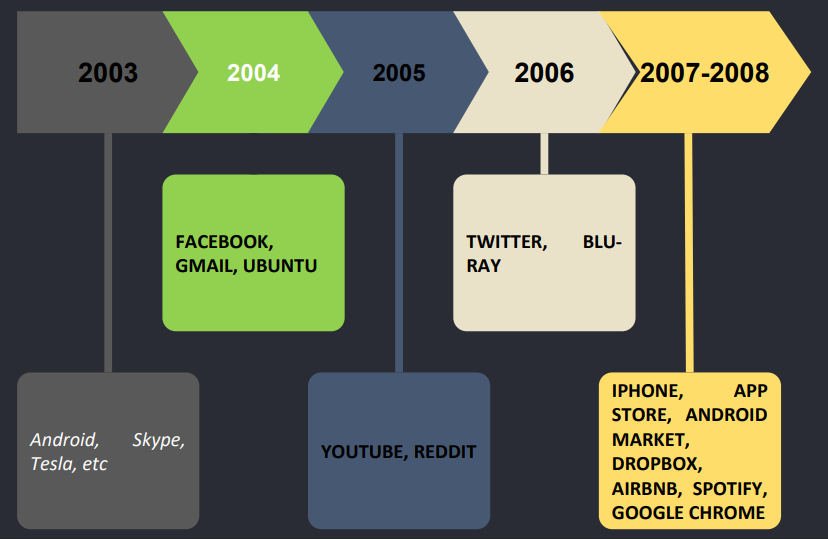 2003
2004
2005
2006
2007-2008
FACEBOOK,
GMAIL, UBUNTU
TWITTER, BLU-
RAY
Android, Skype,
Tesla, etc
YOUTUBE, REDDIT
IPHONE, APP
STORE, ANDROID
MARKET,
DROPBOX,
AIRBNB, SPOTIFY,
GOOGLE CHROME